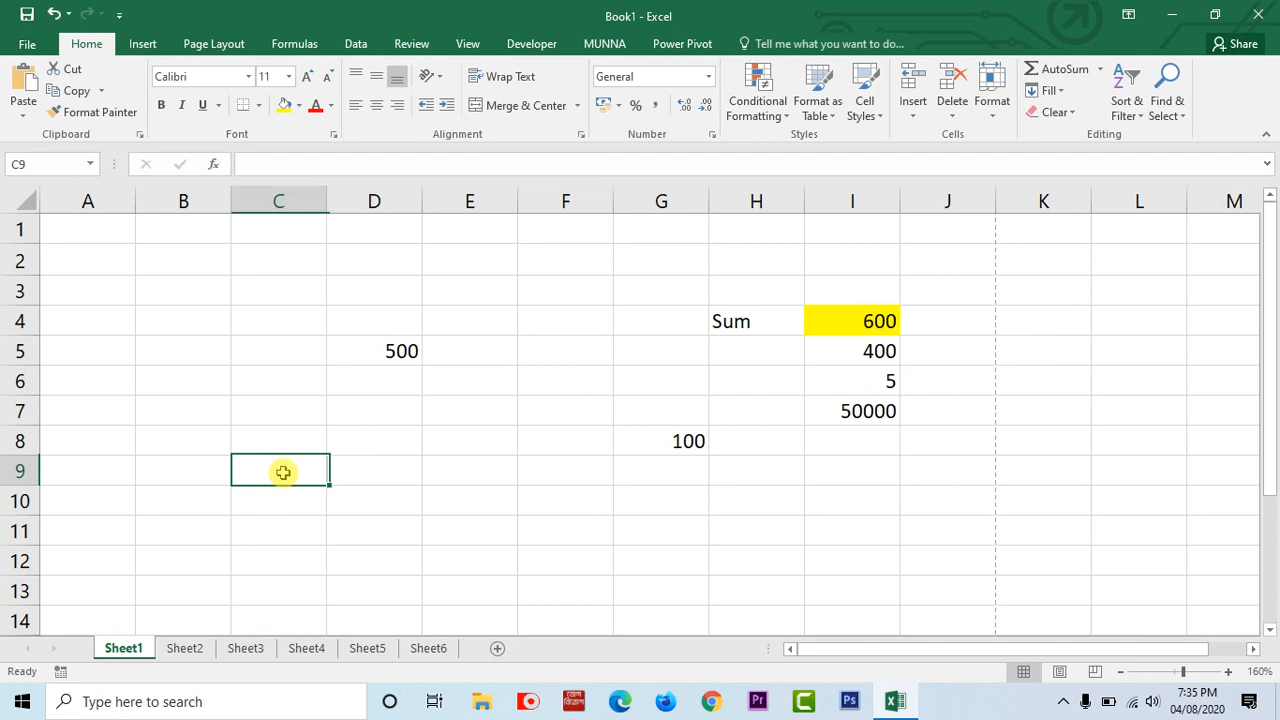 Book1 - Excel
File Home Insert Page Layout Formulas Data Review View Developer MUNNA Power Pivot Tell me what you want to do... Share
Paste
Cut
Copy
Format Painter
Clipboard
Calibri 11
B I U
A A
Font
Wrap Text
Merge & Center
Alignment
General
%
Number
Conditional Formatting
Format as Table
Cell Styles
Styles
Insert
Delete
Format
Cells
AutoSum
Fill
Clear
Sort & Filter
Find & Select
Editing
C9 fx
A B C D E F G H I J K L M
1
2
3
4 Sum 600
5 500 400
6 5
7 50000
8 100
9
10
11
12
13
14
Sheet1 Sheet2 Sheet3 Sheet4 Sheet5 Sheet6
Ready 160%
Type here to search
7:35 PM
04/08/2020